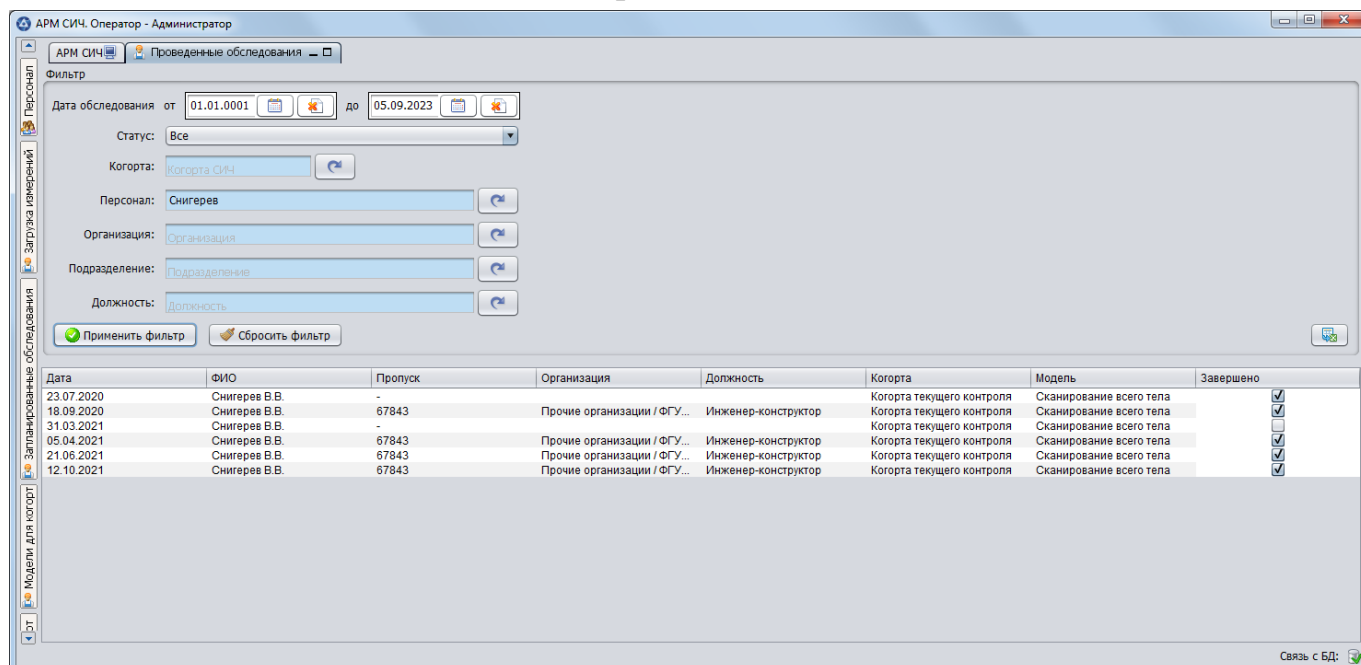 АРМ СИЧ. Оператор - Администратор
АРМ СИЧ
Проведенные обследования
Фильтр
Дата обследования от 01.01.0001 до 05.09.2023
Статус: Все
Когорта: Когорта СИЧ
Персонал: Снигерев
Организация: Организация
Подразделение: Подразделение
Должность: Должность
Применить фильтр Сбросить фильтр
Персонал
Загрузка измерений
Запланированные обследования
Модели для когорт
от
Дата ФИО Пропуск Организация Должность Когорта Модель Завершено
23.07.2020 Снигерев В.В. - Когорта текущего контроля Сканирование всего тела
18.09.2020 Снигерев В.В. 67843 Прочие организации / ФГУ... Инженер-конструктор Когорта текущего контроля Сканирование всего тела
31.03.2021 Снигерев В.В. - Когорта текущего контроля Сканирование всего тела
05.04.2021 Снигерев В.В. 67843 Прочие организации / ФГУ... Инженер-конструктор Когорта текущего контроля Сканирование всего тела
21.06.2021 Снигерев В.В. 67843 Прочие организации / ФГУ... Инженер-конструктор Когорта текущего контроля Сканирование всего тела
12.10.2021 Снигерев В.В. 67843 Прочие организации / ФГУ... Инженер-конструктор Когорта текущего контроля Сканирование всего тела
Связь с БД: